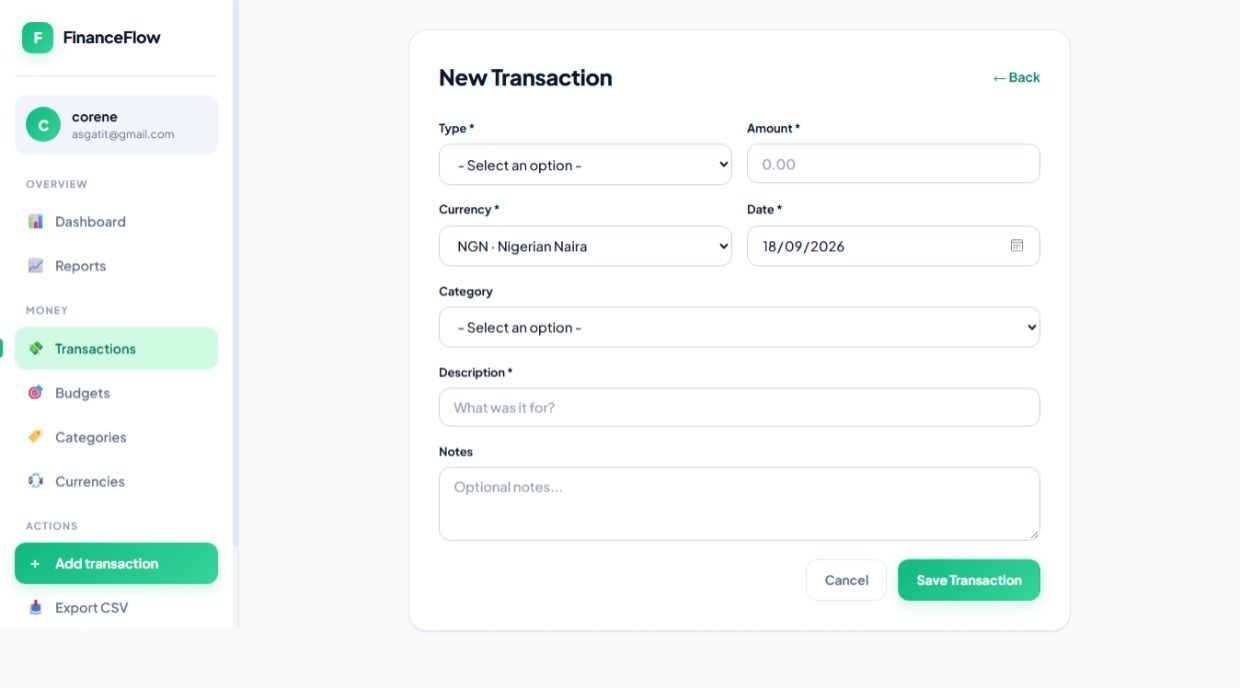 F FinanceFlow
C corene
asgatit@gmail.com
OVERVIEW
Dashboard
Reports
MONEY
Transactions
Budgets
Categories
Currencies
ACTIONS
+ Add transaction
Export CSV
New Transaction
← Back
Type * Amount *
- Select an option - 0.00
Currency * Date *
NGN · Nigerian Naira 18/09/2026
Category
- Select an option -
Description *
What was it for?
Notes
Optional notes...
Cancel Save Transaction